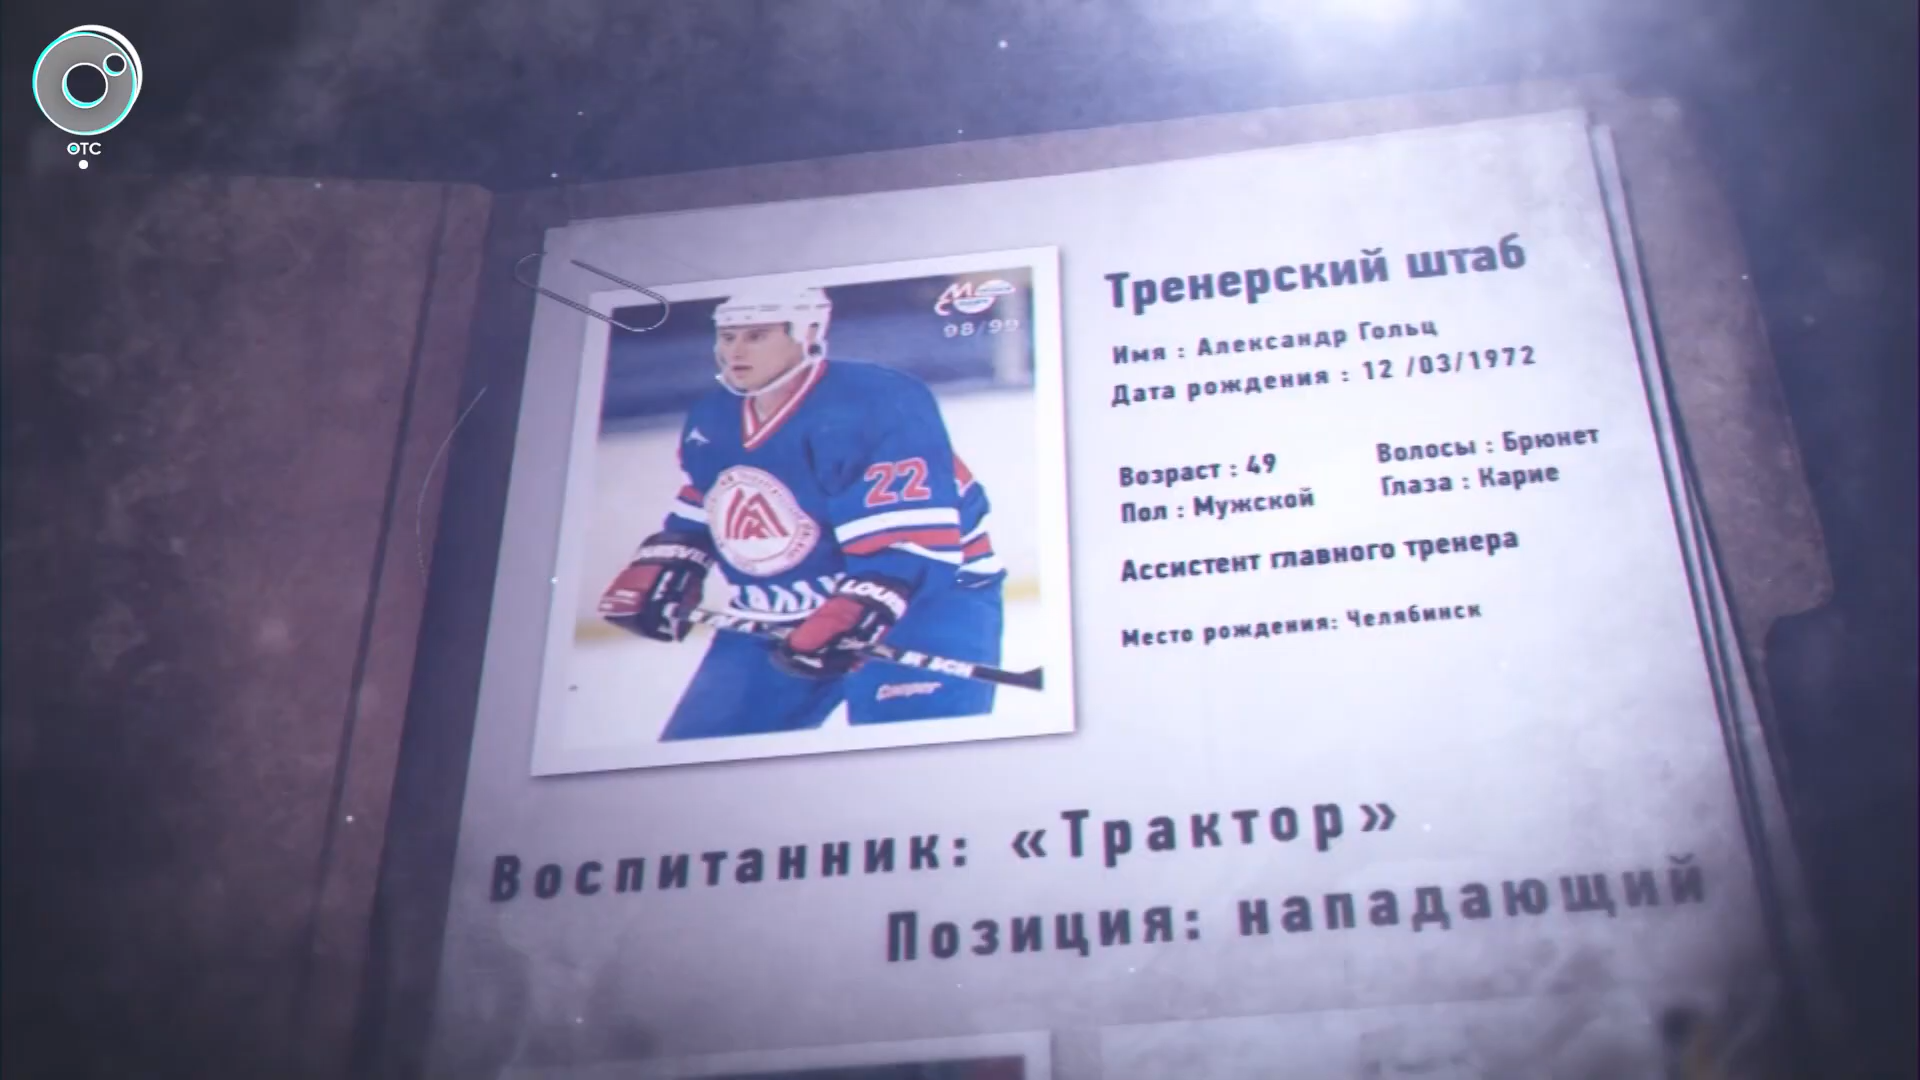 ОТС
98/99
Тренерский штаб
Имя : Александр Гольц
Дата рождения : 12 /03/1972
Возраст : 49
Волосы : Брюнет
Пол : Мужской
Глаза : Карие
Ассистент главного тренера
Место рождения: Челябинск
22
Cooper
Воспитанник: «Трактор»
Позиция: нападающий